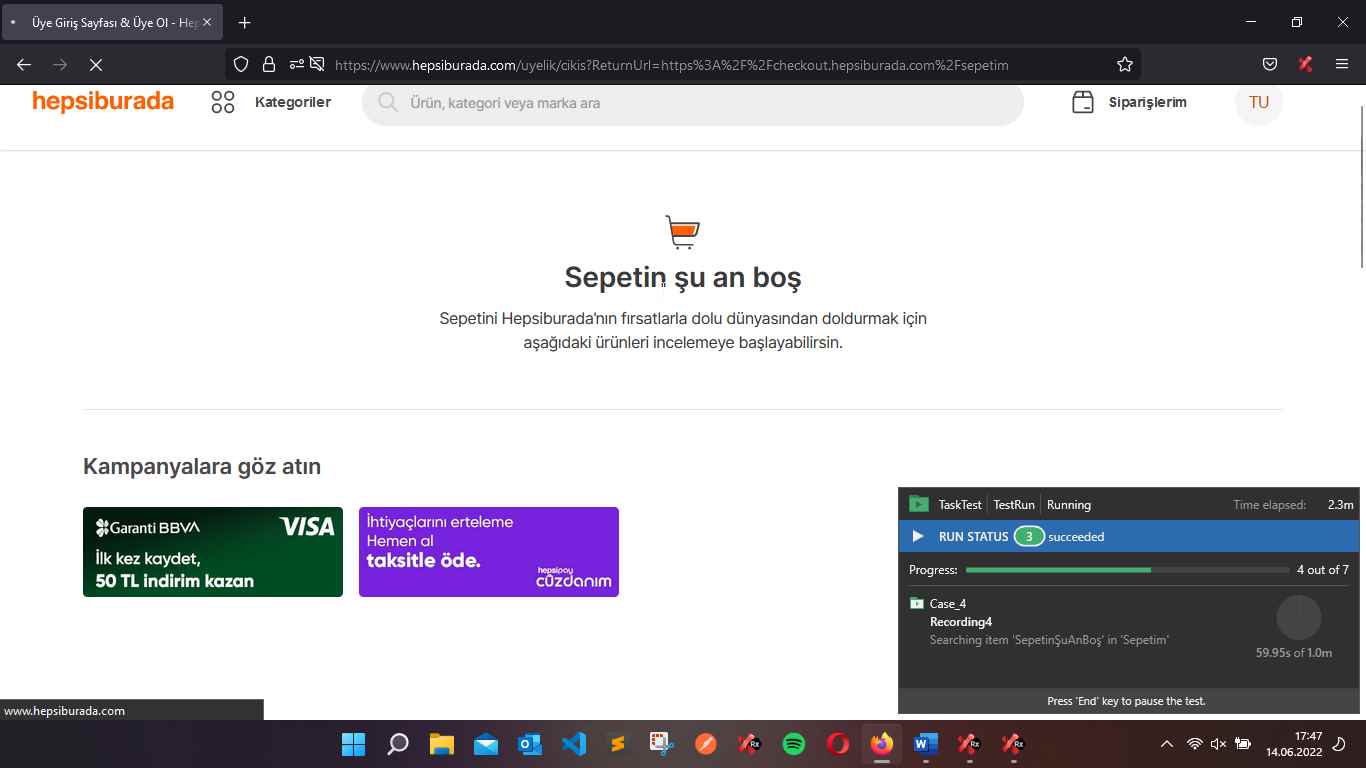 Üye Giriş Sayfası & Üye Ol - Hep
https://www.hepsiburada.com/uyelik/cikis?ReturnUrl=https%3A%2F%2Fcheckout.hepsiburada.com%2Fsepetim
hepsiburada
Kategoriler
Ürün, kategori veya marka ara
Siparişlerim
TU
Sepetin şu an boş
Sepetini Hepsiburada'nın fırsatlarla dolu dünyasından doldurmak için
aşağıdaki ürünleri incelemeye başlayabilirsin.
Kampanyalara göz atın
Garanti BBVA
VISA
İlk kez kaydet,
50 TL indirim kazan
İhtiyaçlarını erteleme
Hemen al
taksitle öde.
hepsipay
cüzdanım
TaskTest TestRun Running Time elapsed: 2.3m
RUN STATUS 3 succeeded
Progress: 4 out of 7
Case_4
Recording4
Searching item 'SepetinŞuAnBoş' in 'Sepetim'
59.95s of 1.0m
Press 'End' key to pause the test.
www.hepsiburada.com
Rx
W
Rx
Rx
17:47
14.06.2022